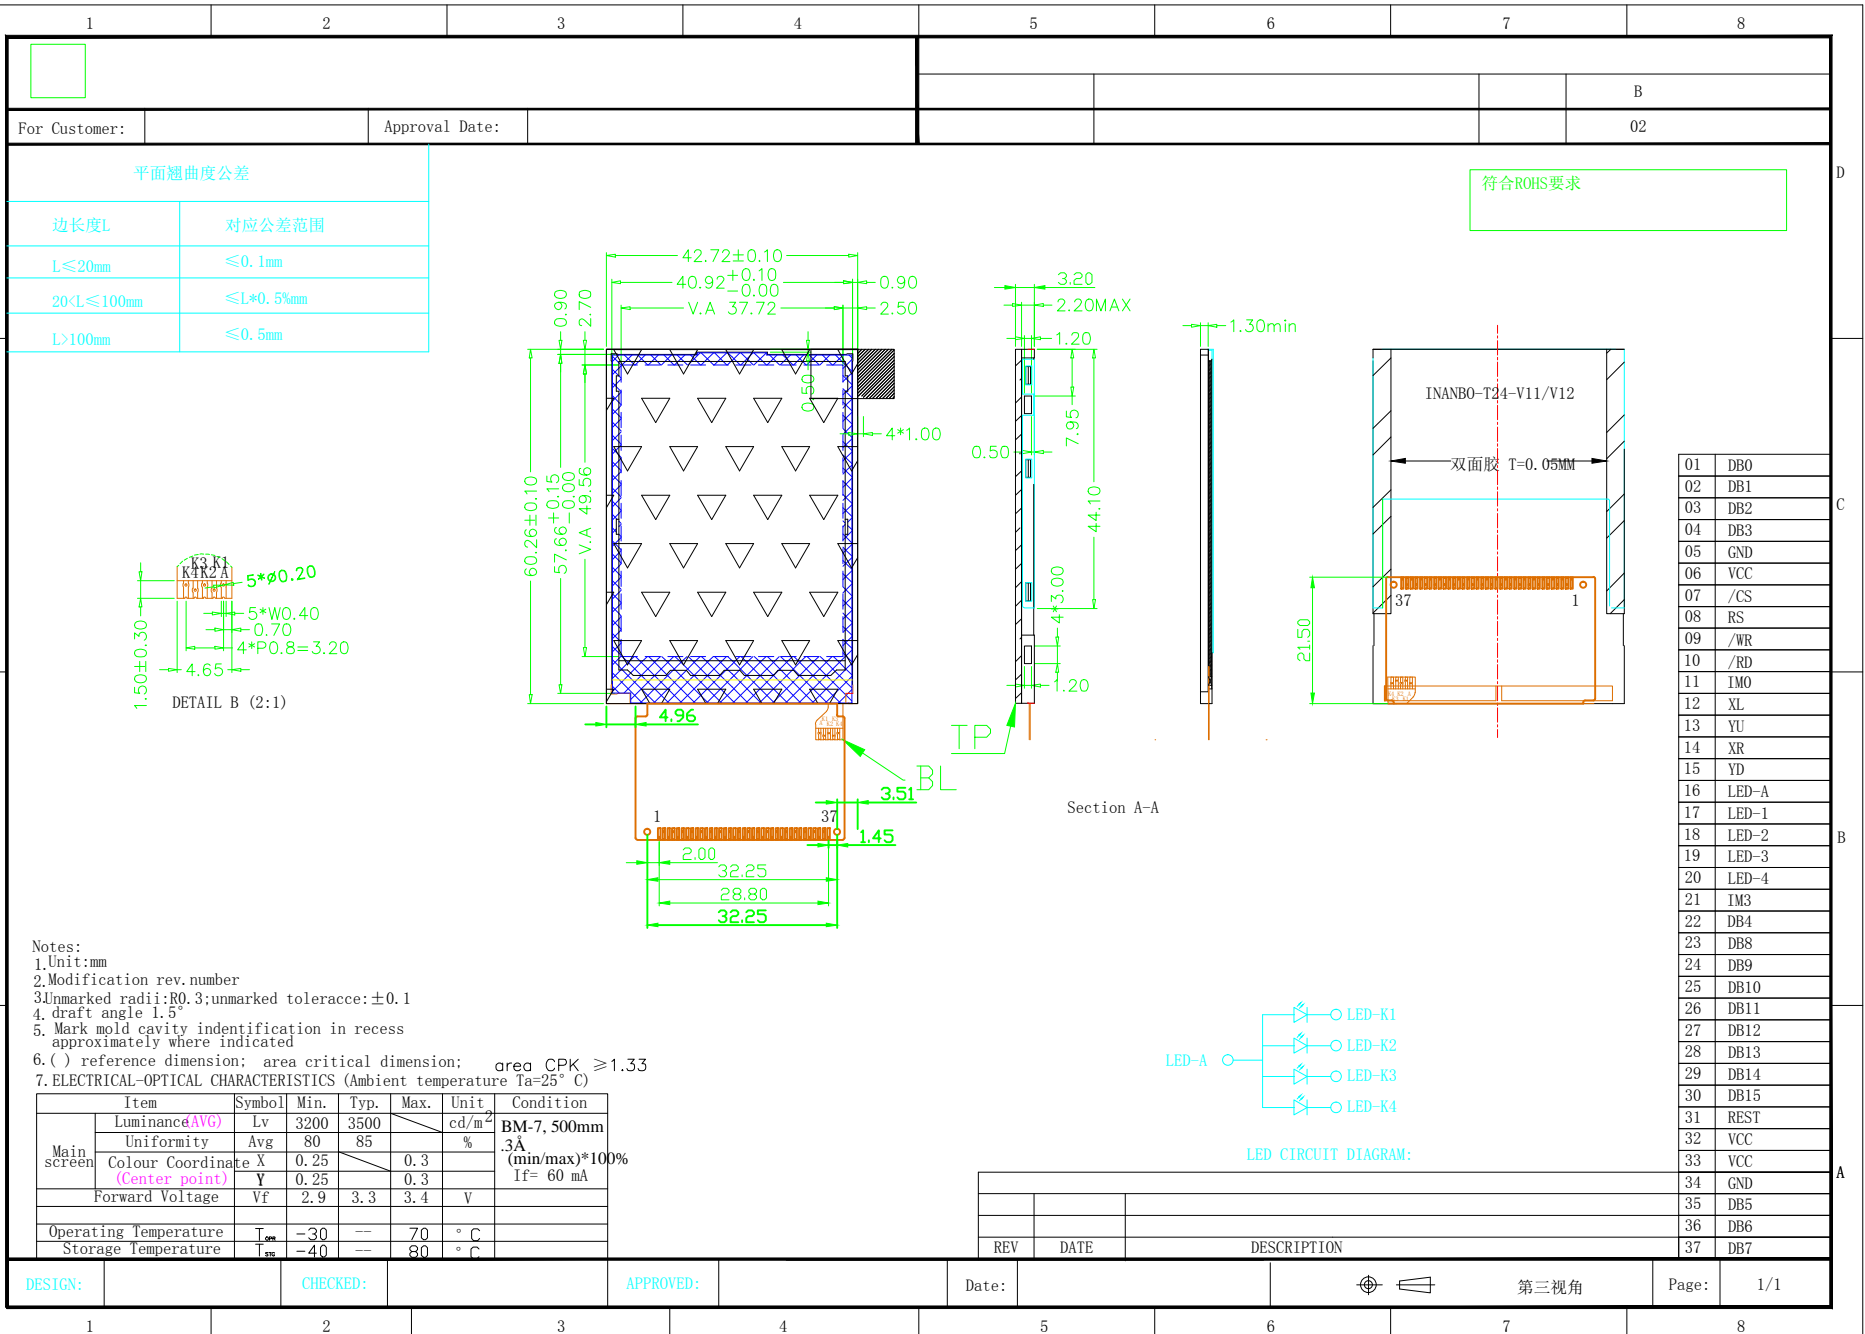 1 2 3 4 5 6 7 8
B
For Customer: Approval Date: 02
平面翘曲度公差
边长度L 对应公差范围
L≤20mm ≤0.1mm
20<L≤100mm ≤L*0.5%mm
L>100mm ≤0.5mm
符合ROHS要求
D
C
B
A
42.72±0.10
40.92+0.10
-0.00
0.90
V.A 37.72
2.50
0.90
2.70
0.50
4*1.00
60.26±0.10
57.66+0.15
-0.00
V.A 49.56
4.96
BL
3.51
1 37
1.45
2.00
32.25
28.80
32.25
3.20
2.20MAX
1.20
7.95
0.50
44.10
4*3.00
1.20
TP
Section A-A
1.30min
INANBO-T24-V11/V12
双面胶 T=0.05MM
37 1
21.50
K3 K1
K4 K2 A
5*ø0.20
5*W0.40
0.70
4*P0.8=3.20
4.65
1.50±0.30
DETAIL B (2:1)
01 DB0
02 DB1
03 DB2
04 DB3
05 GND
06 VCC
07 /CS
08 RS
09 /WR
10 /RD
11 IM0
12 XL
13 YU
14 XR
15 YD
16 LED-A
17 LED-1
18 LED-2
19 LED-3
20 LED-4
21 IM3
22 DB4
23 DB8
24 DB9
25 DB10
26 DB11
27 DB12
28 DB13
29 DB14
30 DB15
31 REST
32 VCC
33 VCC
34 GND
35 DB5
36 DB6
37 DB7
Notes:
1.Unit:mm
2.Modification rev.number
3.Unmarked radii:R0.3;unmarked toleracce:±0.1
4. draft angle 1.5°
5. Mark mold cavity indentification in recess
approximately where indicated
6.( ) reference dimension; area critical dimension; area CPK ≥1.33
7.ELECTRICAL-OPTICAL CHARACTERISTICS (Ambient temperature Ta=25° C)
Item Symbol Min. Typ. Max. Unit Condition
Main screen
Luminance(AVG) Lv 3200 3500 cd/m2
Uniformity Avg 80 85 %
Colour Coordinate X 0.25 0.3
(Center point) Y 0.25 0.3
BM-7, 500mm
.3Å
(min/max)*100%
If= 60 mA
Forward Voltage Vf 2.9 3.3 3.4 V
Operating Temperature TOPR -30 -- 70 ° C
Storage Temperature TSTG -40 -- 80 ° C
LED-A
LED-K1
LED-K2
LED-K3
LED-K4
LED CIRCUIT DIAGRAM:
REV DATE DESCRIPTION
DESIGN: CHECKED: APPROVED: Date: 第三视角 Page: 1/1
1 2 3 4 5 6 7 8